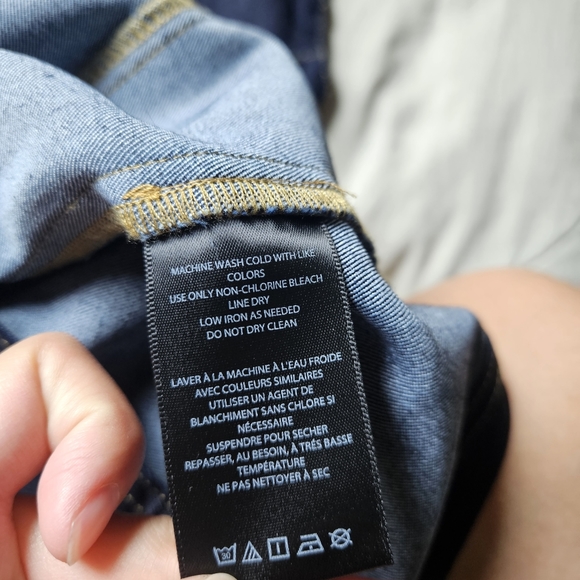 MACHINE WASH COLD WITH LIKE
COLORS
USE ONLY NON-CHLORINE BLEACH
LINE DRY
LOW IRON AS NEEDED
DO NOT DRY CLEAN
LAVER À LA MACHINE À L'EAU FROIDE
AVEC COULEURS SIMILAIRES
UTILISER UN AGENT DE
BLANCHIMENT SANS CHLORE SI
NÉCESSAIRE
SUSPENDRE POUR SECHER
REPASSER, AU BESOIN, À TRÉS BASSE
TEMPÉRATURE
NE PAS NETTOYER À SEC
30